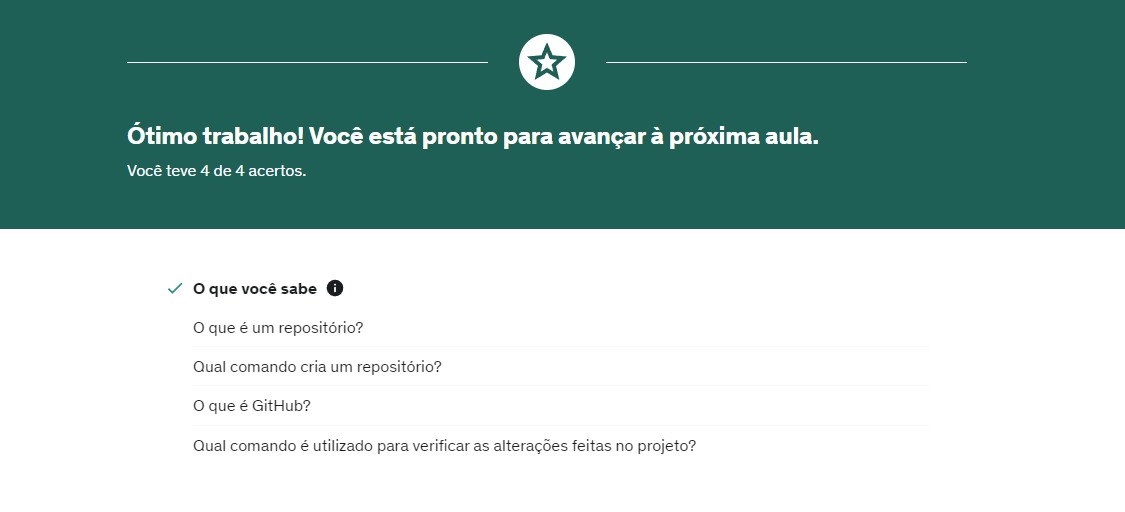 Ótimo trabalho! Você está pronto para avançar à próxima aula.
Você teve 4 de 4 acertos.
O que você sabe
O que é um repositório?
Qual comando cria um repositório?
O que é GitHub?
Qual comando é utilizado para verificar as alterações feitas no projeto?